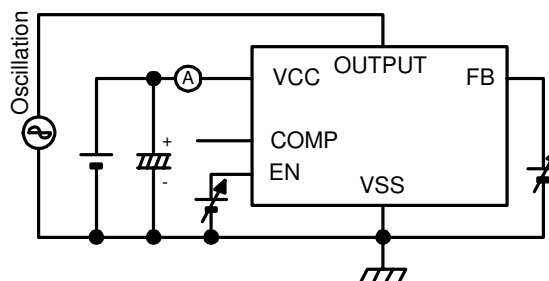 Oscillation
A
VCC
OUTPUT
FB
+
COMP
-
EN
VSS